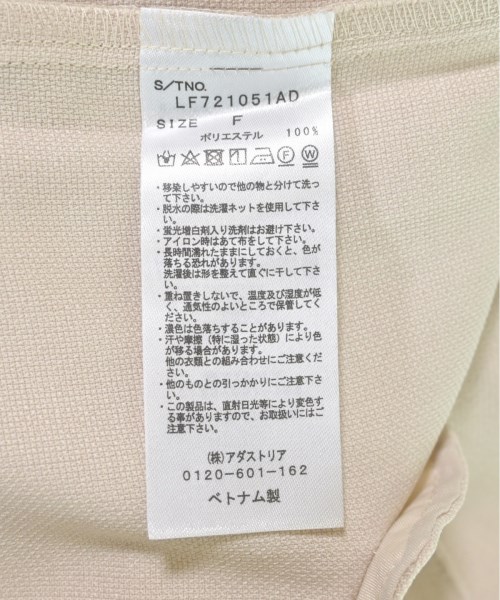 S/TNO.
LF721051AD
SIZE F
ポリエステル 100%
・移染しやすいので他の物と分けて洗っ
て下さい。
・脱水の際は洗濯ネットを使用して下さ
い。
・蛍光増白剤入り洗剤はお避け下さい。
・アイロン時はあて布をして下さい。
・長時間濡れたままにしておくと、色が
落ちる恐れがあります。
洗濯後は形を整えて直ぐに干して下さ
い。
・重ね置きしないで、温度及び湿度が低
く、通気性のよいところで保管してくだ
さい。
・濃色は色落ちすることがあります。
・汗や摩擦（特に湿った状態）により色
が移る場合があります。
他の衣類との組み合わせにご注意くださ
い。
・他のものとの引っかかりにご注意下さ
い。
・この製品は、直射日光等により変色す
る事がありますので、お取扱いにはご
注意下さい。
(株)アダストリア
0120-601-162
ベトナム製